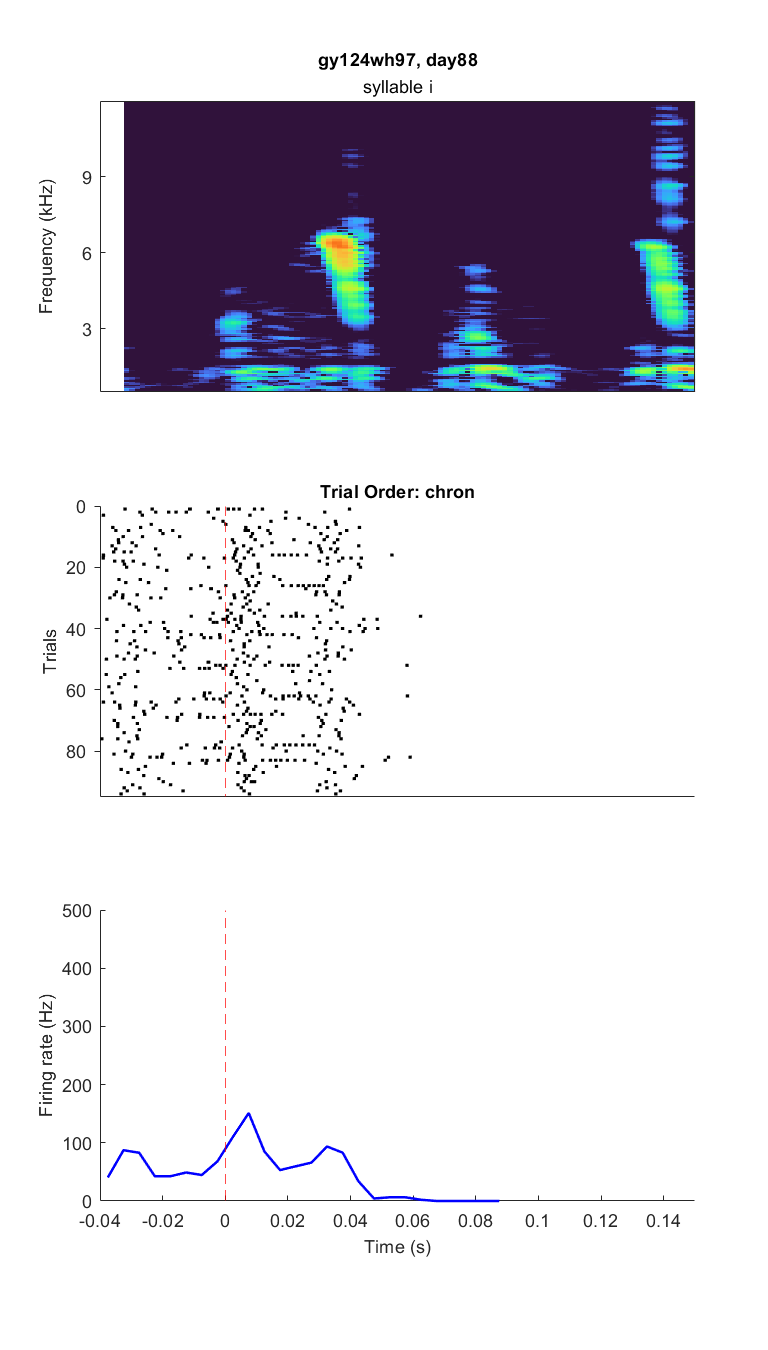 gy124wh97, day88
syllable i
9
6
3
Frequency (kHz)
Trial Order: chron
0
20
40
60
80
Trials
500
400
300
200
100
0
Firing rate (Hz)
-0.04 -0.02 0 0.02 0.04 0.06 0.08 0.1 0.12 0.14
Time (s)